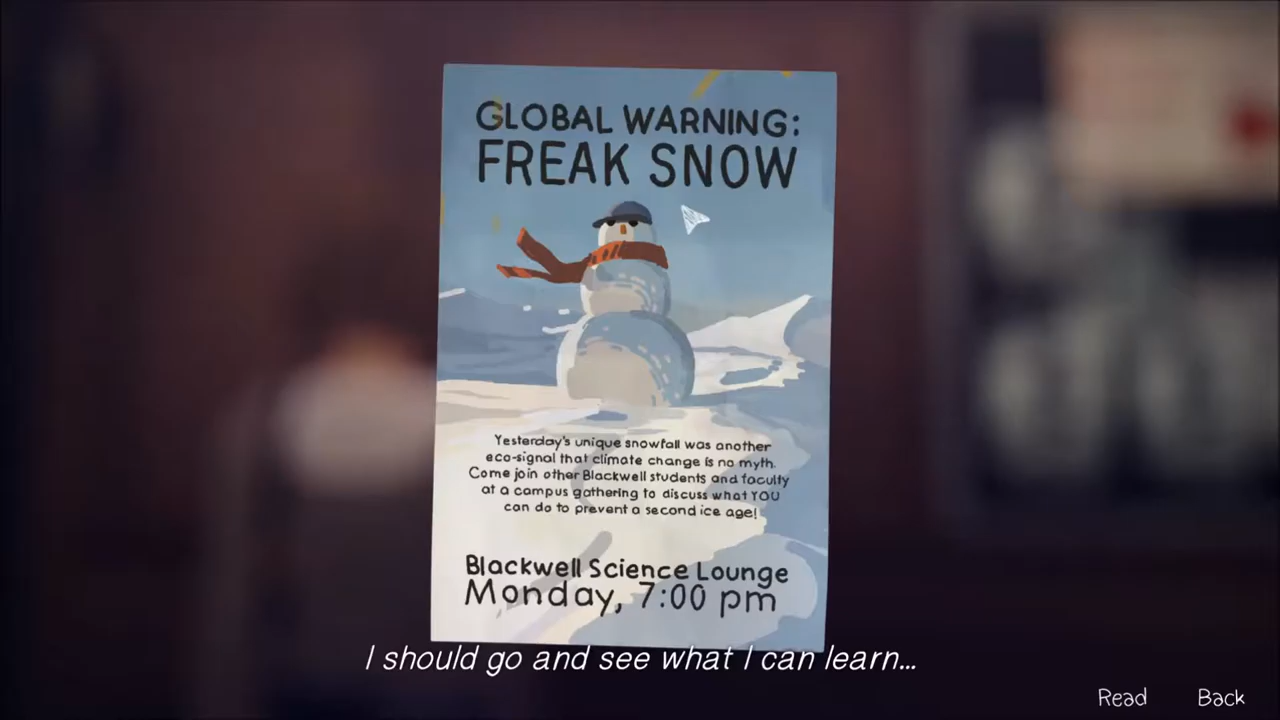 GLOBAL WARNING:
FREAK SNOW
Yesterday's unique snowfall was another
eco-signal that climate change is no myth.
Come join other Blackwell students and faculty
at a campus gathering to discuss what YOU
can do to prevent a second ice age!
Blackwell Science Lounge
Monday, 7:00 pm
I should go and see what I can learn...
Read Back